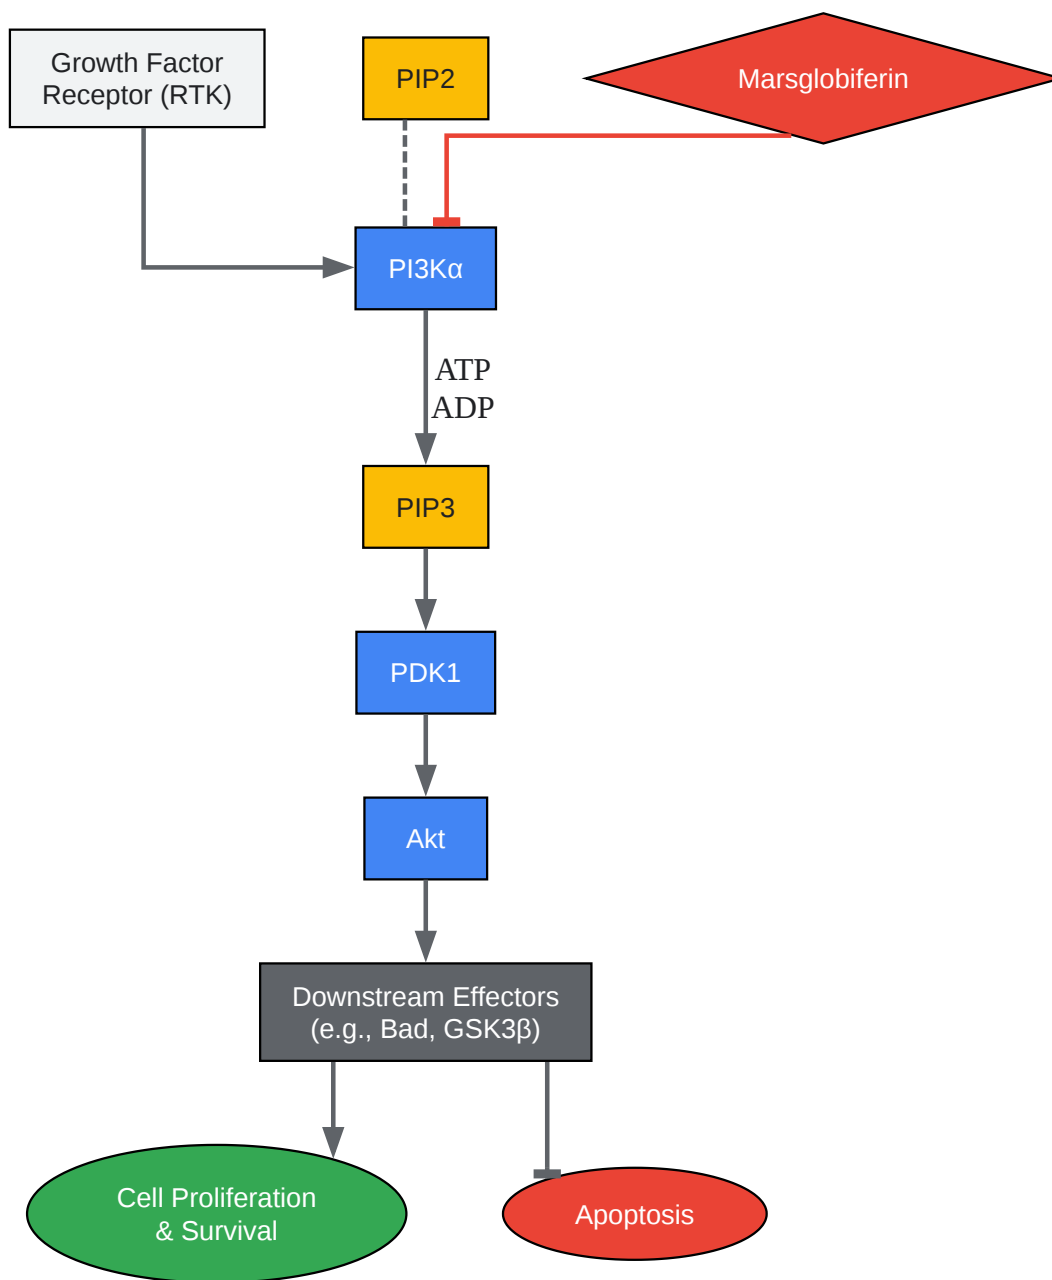 Growth Factor
Receptor (RTK)
PIP2
Marsglobiferin
PI3Kα
ATP
ADP
PIP3
PDK1
Akt
Downstream Effectors
(e.g., Bad, GSK3β)
Cell Proliferation
& Survival
Apoptosis